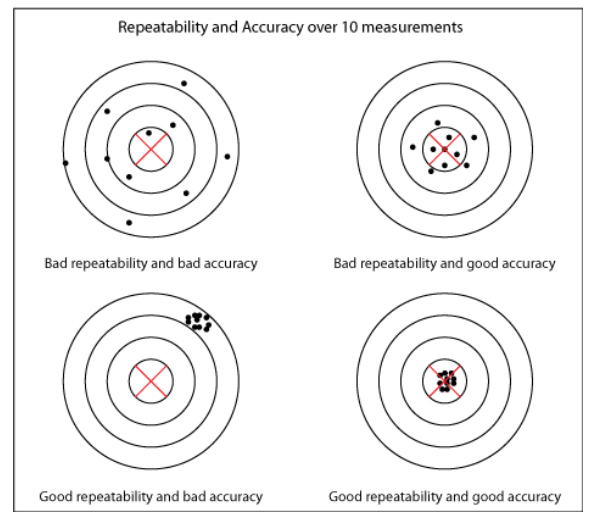 Repeatability and Accuracy over 10 measurements
Bad repeatability and bad accuracy
Bad repeatability and good accuracy
Good repeatability and bad accuracy
Good repeatability and good accuracy